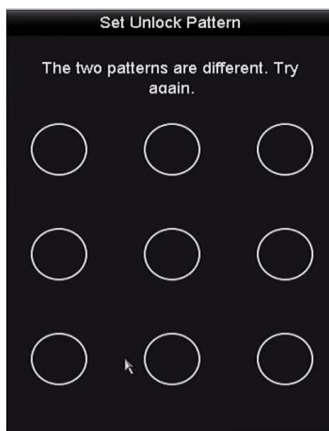 Set Unlock Pattern
The two patterns are different. Try
again.